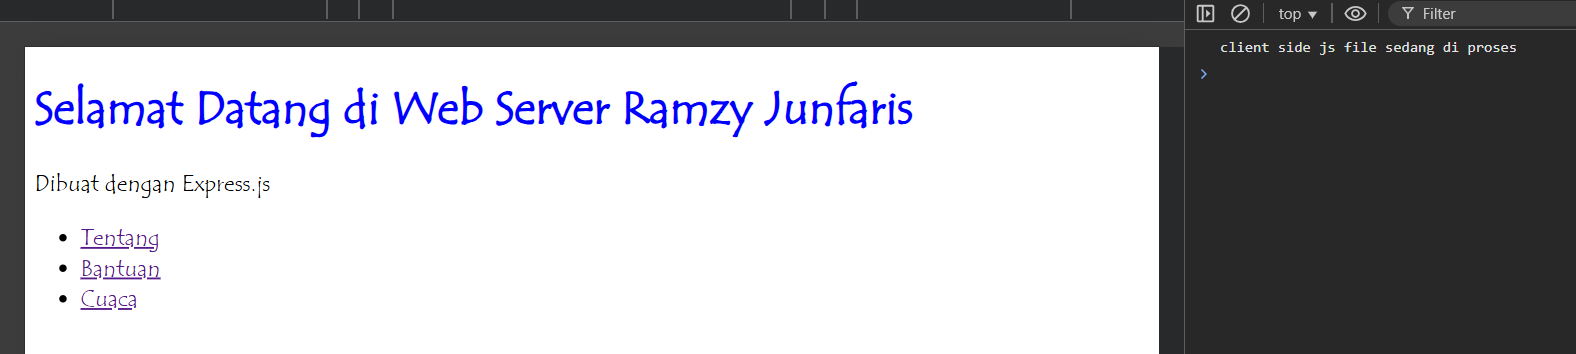 top
Filter
client side js file sedang di proses
Selamat Datang di Web Server Ramzy Junfaris
Dibuat dengan Express.js
Tentang
Bantuan
Cuaca